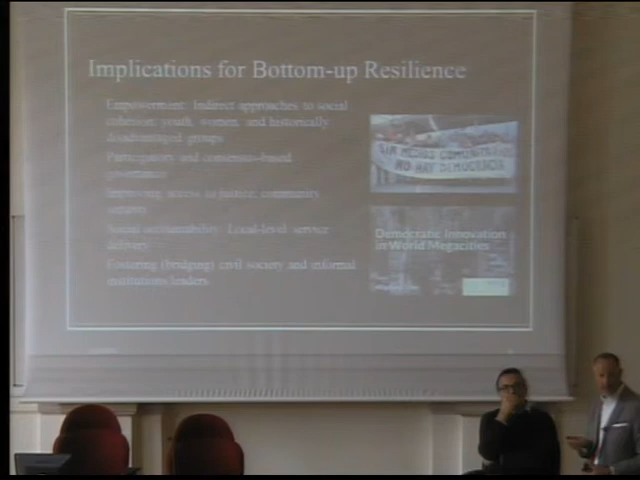 Implications for Bottom-up Resilience
Empowerment: Indirect approaches to social
cohesion: youth, women, and historically
disadvantaged groups
Participatory and consensus-based
governance
Improving access to justice; community
security
Social sustainability: Local-level service
delivery
Fostering (bridging) civil society and informal
institutions/leaders
SIN MEDIOS COMUNITARIOS
NO HAY DEMOCRACIA
Democratic Innovation
in World Megacities